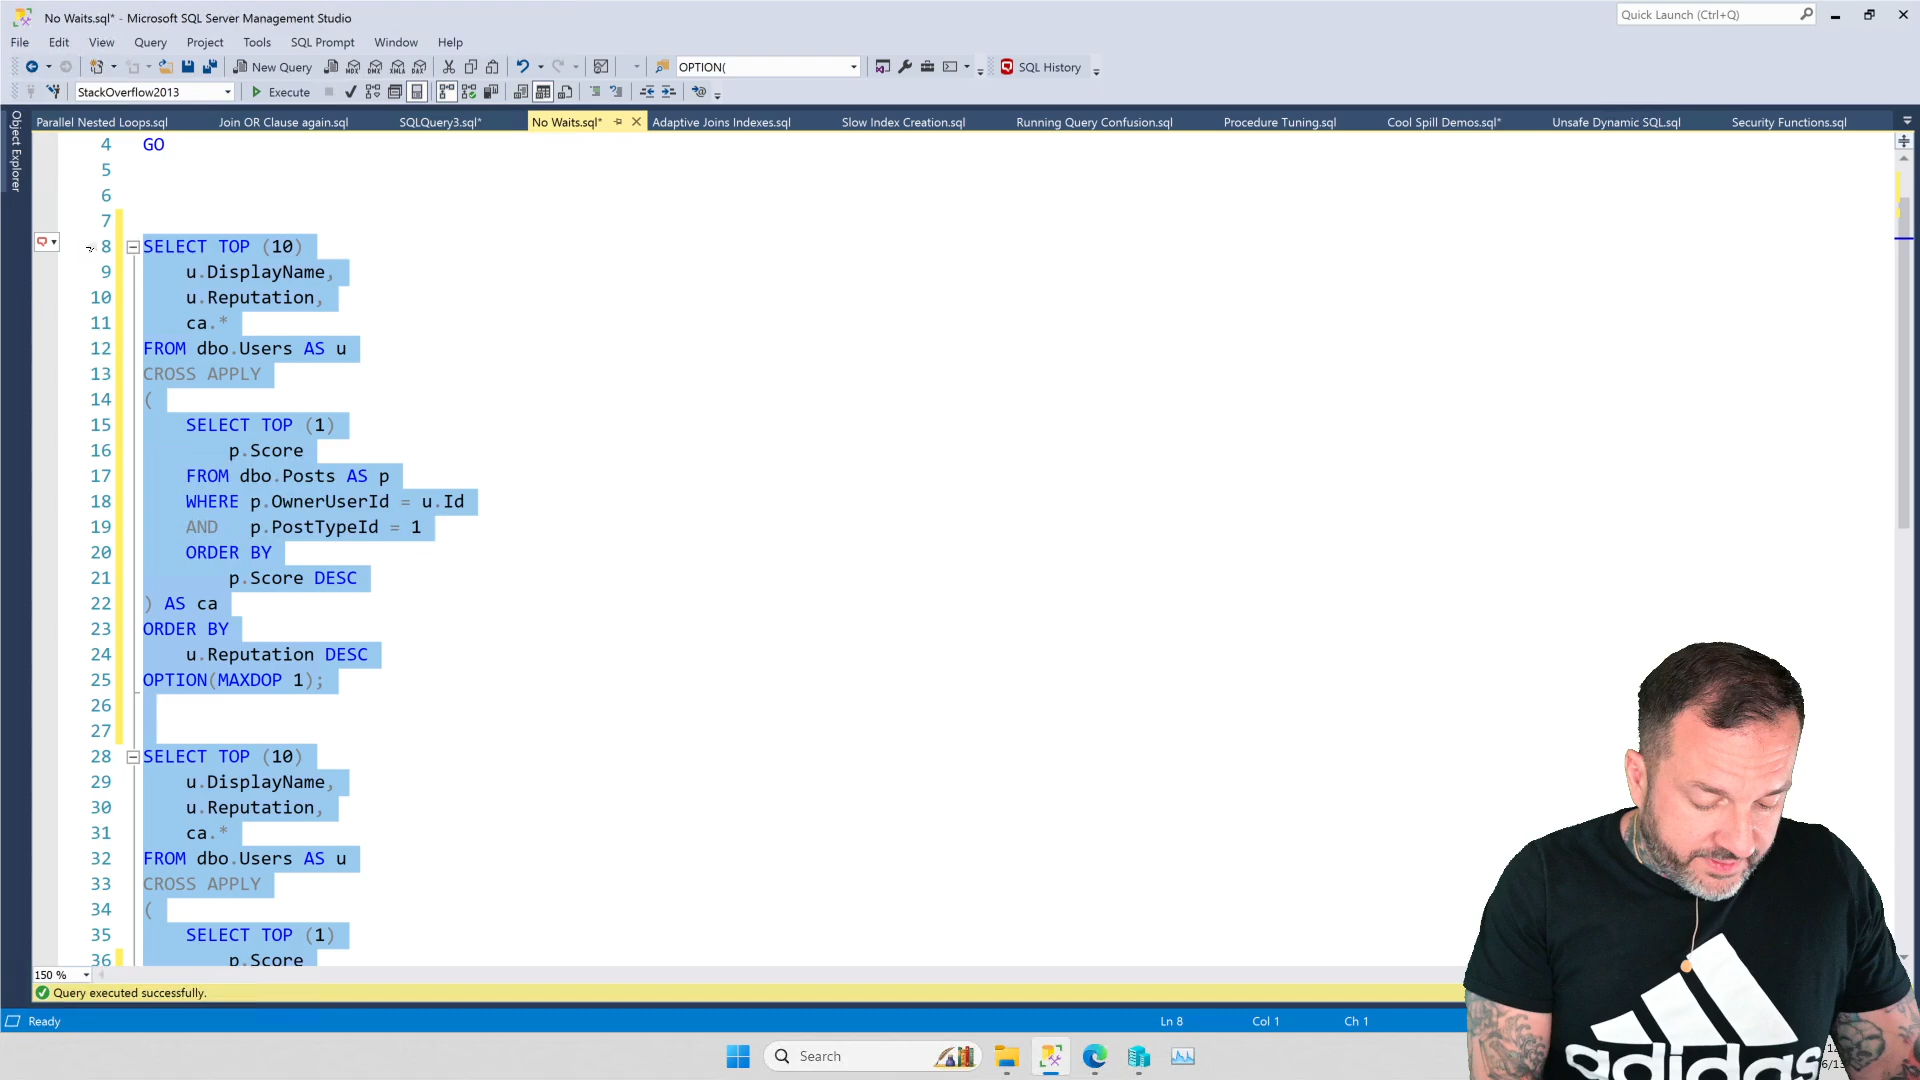 No Waits.sql* - Microsoft SQL Server Management Studio
Quick Launch (Ctrl+Q)
File Edit View Query Project Tools SQL Prompt Window Help
New Query MDX DMX XMLA DAX OPTION( SQL History
StackOverflow2013 Execute
Object Explorer
Parallel Nested Loops.sql Join OR Clause again.sql SQLQuery3.sql* No Waits.sql* Adaptive Joins Indexes.sql Slow Index Creation.sql Running Query Confusion.sql Procedure Tuning.sql Cool Spill Demos.sql* Unsafe Dynamic SQL.sql Security Functions.sql
4 GO
5
6
7
8 SELECT TOP (10)
9 u.DisplayName,
10 u.Reputation,
11 ca.*
12 FROM dbo.Users AS u
13 CROSS APPLY
14 (
15 SELECT TOP (1)
16 p.Score
17 FROM dbo.Posts AS p
18 WHERE p.OwnerUserId = u.Id
19 AND p.PostTypeId = 1
20 ORDER BY
21 p.Score DESC
22 ) AS ca
23 ORDER BY
24 u.Reputation DESC
25 OPTION(MAXDOP 1);
26
27
28 SELECT TOP (10)
29 u.DisplayName,
30 u.Reputation,
31 ca.*
32 FROM dbo.Users AS u
33 CROSS APPLY
34 (
35 SELECT TOP (1)
36 p.Score
150 %
Query executed successfully.
Ready Ln 8 Col 1 Ch 1
Search
adidas